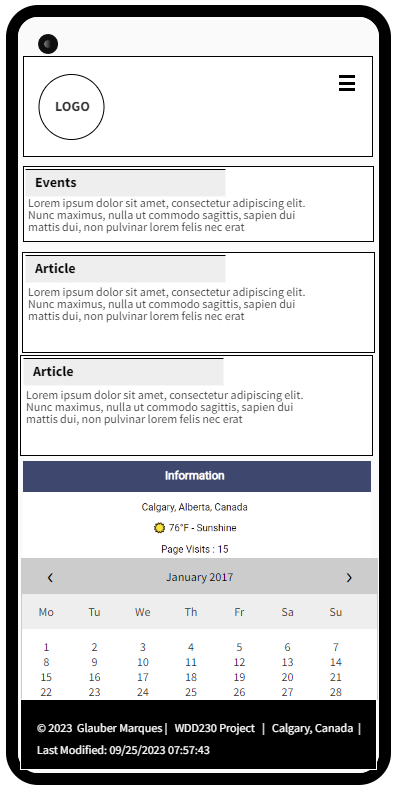 LOGO
Events
Lorem ipsum dolor sit amet, consectetur adipiscing elit.
Nunc maximus, nulla ut commodo sagittis, sapien dui
mattis dui, non pulvinar lorem felis nec erat
Article
Lorem ipsum dolor sit amet, consectetur adipiscing elit.
Nunc maximus, nulla ut commodo sagittis, sapien dui
mattis dui, non pulvinar lorem felis nec erat
Article
Lorem ipsum dolor sit amet, consectetur adipiscing elit.
Nunc maximus, nulla ut commodo sagittis, sapien dui
mattis dui, non pulvinar lorem felis nec erat
Information
Calgary, Alberta, Canada
76°F - Sunshine
Page Visits : 15
‹ January 2017 ›
Mo Tu We Th Fr Sa Su
1 2 3 4 5 6 7
8 9 10 11 12 13 14
15 16 17 18 19 20 21
22 23 24 25 26 27 28
© 2023 Glauber Marques | WDD230 Project | Calgary, Canada |
Last Modified: 09/25/2023 07:57:43